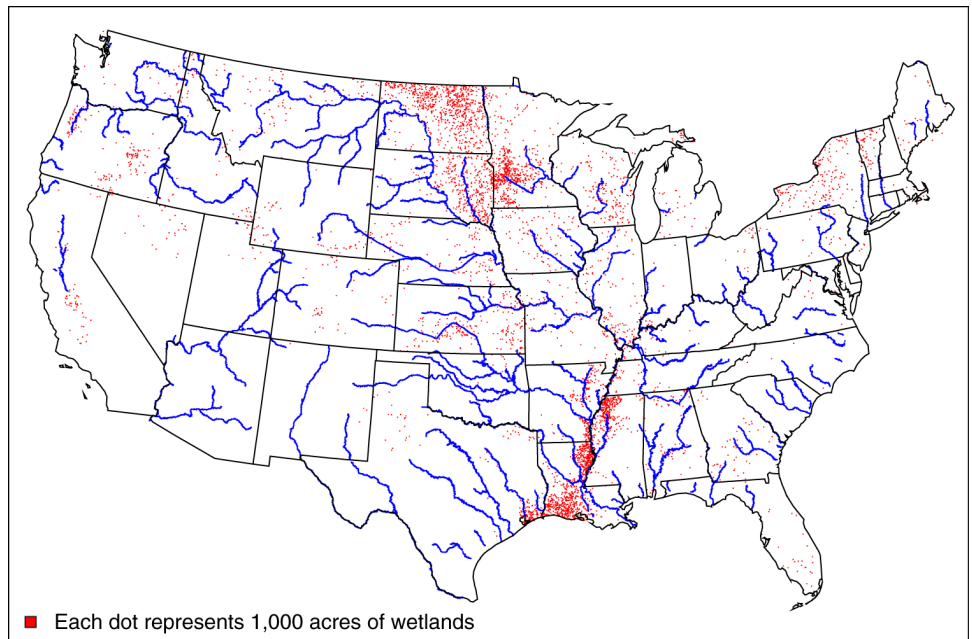 Each dot represents 1,000 acres of wetlands